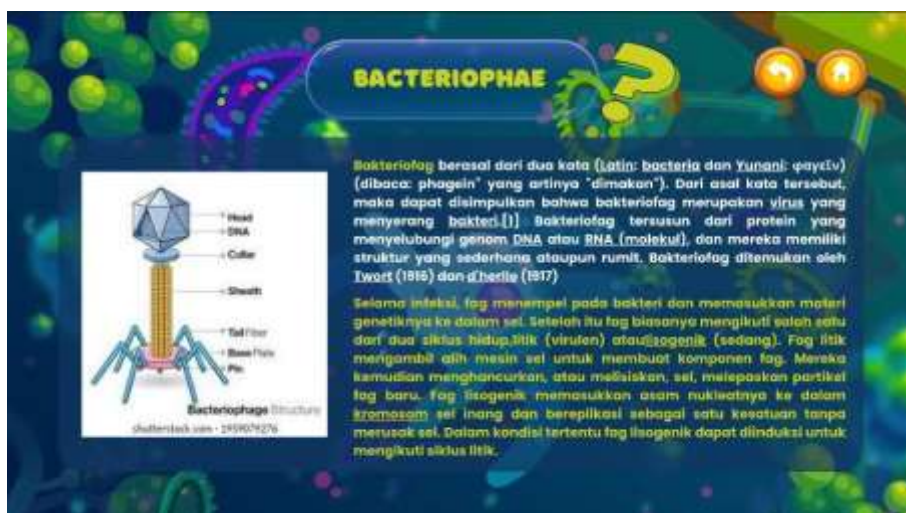 BACTERIOPHAE
?
Bakteriofag berasal dari dua kata (Latin: bacteria dan Yunani: φαγεῖν)
(dibaca: phagein" yang artinya "dimakan"). Dari asal kata tersebut,
maka dapat disimpulkan bahwa bakteriofag merupakan virus yang
menyerang bakteri.[1] Bakteriofag tersusun dari protein yang
menyelubungi genom DNA atau RNA (molekul), dan mereka memiliki
struktur yang sederhana ataupun rumit. Bakteriofag ditemukan oleh
Twort (1916) dan d'herlle (1917)
Selama infeksi, fag menempel pada bakteri dan memasukkan materi
genetiknya ke dalam sel. Setelah itu fag biasanya mengikuti salah satu
dari dua siklus hidup,litik (virulen) ataulisogenik (sedang). Fag litik
mengambil alih mesin sel untuk membuat komponen fag. Mereka
kemudian menghancurkan, atau melisiskan, sel, melepaskan partikel
fag baru. Fag lisogenik memasukkan asam nukleatnya ke dalam
kromosom sel inang dan bereplikasi sebagai satu kesatuan tanpa
merusak sel. Dalam kondisi tertentu fag lisogenik dapat diinduksi untuk
mengikuti siklus litik.
Head
DNA
Collar
Sheath
Tail Fiber
Base Plate
Pin
Bacteriophage Structure
shutterstock.com · 1959079276